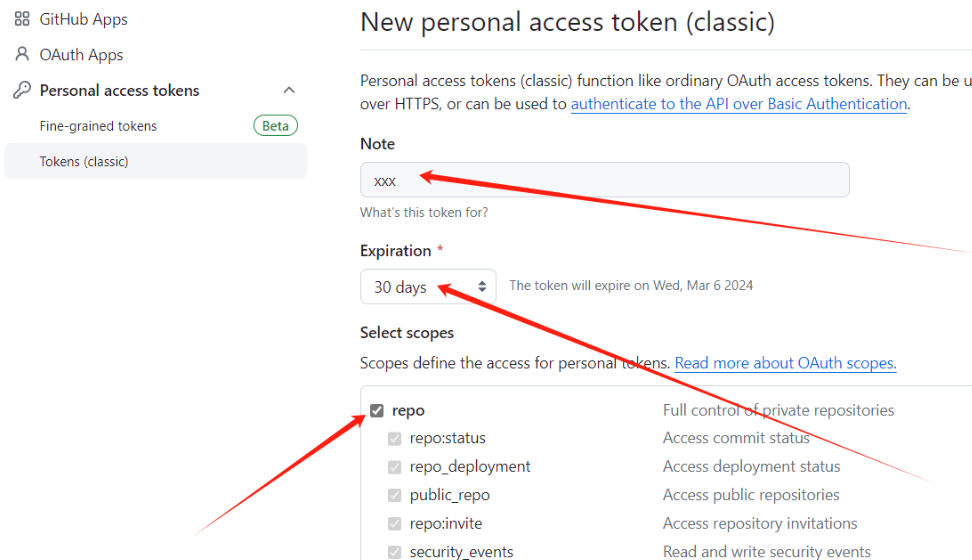 GitHub Apps
OAuth Apps
Personal access tokens
Fine-grained tokens Beta
Tokens (classic)
New personal access token (classic)
Personal access tokens (classic) function like ordinary OAuth access tokens. They can be u
over HTTPS, or can be used to authenticate to the API over Basic Authentication.
Note
xxx
What's this token for?
Expiration *
30 days The token will expire on Wed, Mar 6 2024
Select scopes
Scopes define the access for personal tokens. Read more about OAuth scopes.
repo Full control of private repositories
repo:status Access commit status
repo_deployment Access deployment status
public_repo Access public repositories
repo:invite Access repository invitations
security_events Read and write security events